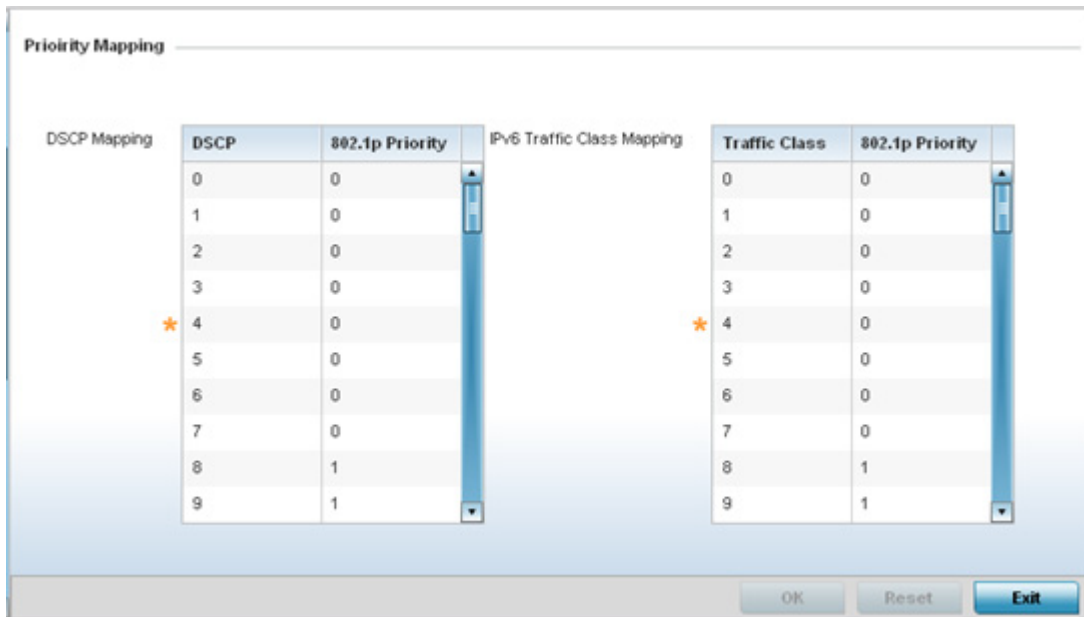 Prioirity Mapping
DSCP Mapping
DSCP 802.1p Priority
0 0
1 0
2 0
3 0
* 4 0
5 0
6 0
7 0
8 1
9 1
IPv6 Traffic Class Mapping
Traffic Class 802.1p Priority
0 0
1 0
2 0
3 0
* 4 0
5 0
6 0
7 0
8 1
9 1
OK Reset Exit